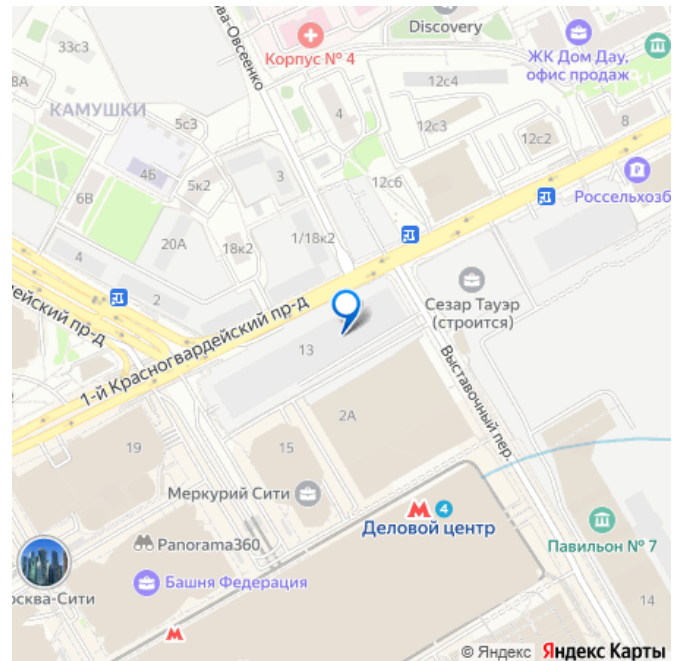 33с3
ова-Овсеенко
Корпус № 4
Discovery
ЖК Дом Дау,
офис продаж
8А
КАМУШКИ
12с4
5с3
4
12с3
12с2
8
4Б
5к2
3
12с6
Россельхозб
6В
20А
18к2
1/18к2
4
2
ейский пр-д
1-й Красногвардейский пр-д
Сезар Тауэр
(строится)
13
Выставочный пер.
2А
19
15
Меркурий Сити
4
Деловой центр
Panorama360
Павильон № 7
Башня Федерация
осква-Сити
14
© Яндекс Яндекс Карты